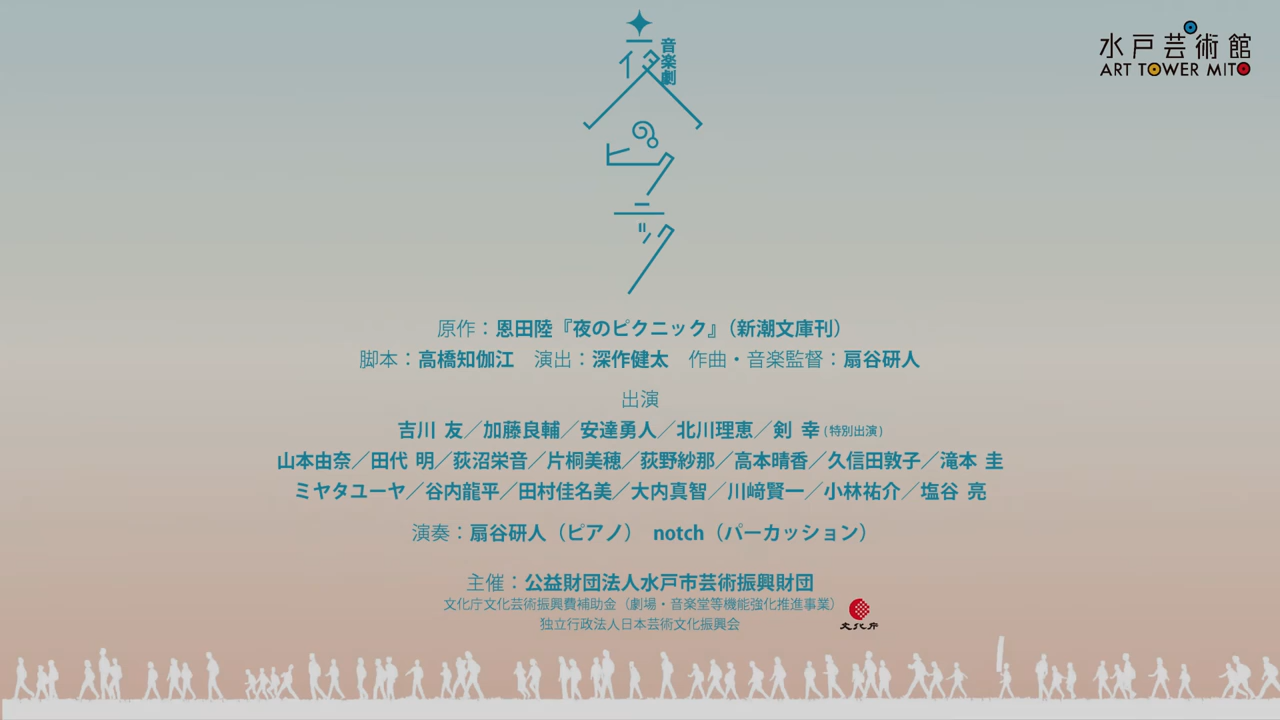 音楽劇
夜のピクニック
水戸芸術館
ART TOWER MITO
原作：恩田陸『夜のピクニック』（新潮文庫刊）
脚本：高橋知伽江　演出：深作健太　作曲・音楽監督：扇谷研人
出演
吉川 友／加藤良輔／安達勇人／北川理恵／剣 幸（特別出演）
山本由奈／田代 明／荻沼栄音／片桐美穂／荻野紗那／高本晴香／久信田敦子／滝本 圭
ミヤタユーヤ／谷内龍平／田村佳名美／大内真智／川﨑賢一／小林祐介／塩谷 亮
演奏：扇谷研人（ピアノ）　notch（パーカッション）
主催：公益財団法人水戸市芸術振興財団
文化庁文化芸術振興費補助金（劇場・音楽堂等機能強化推進事業）
独立行政法人日本芸術文化振興会
文化庁